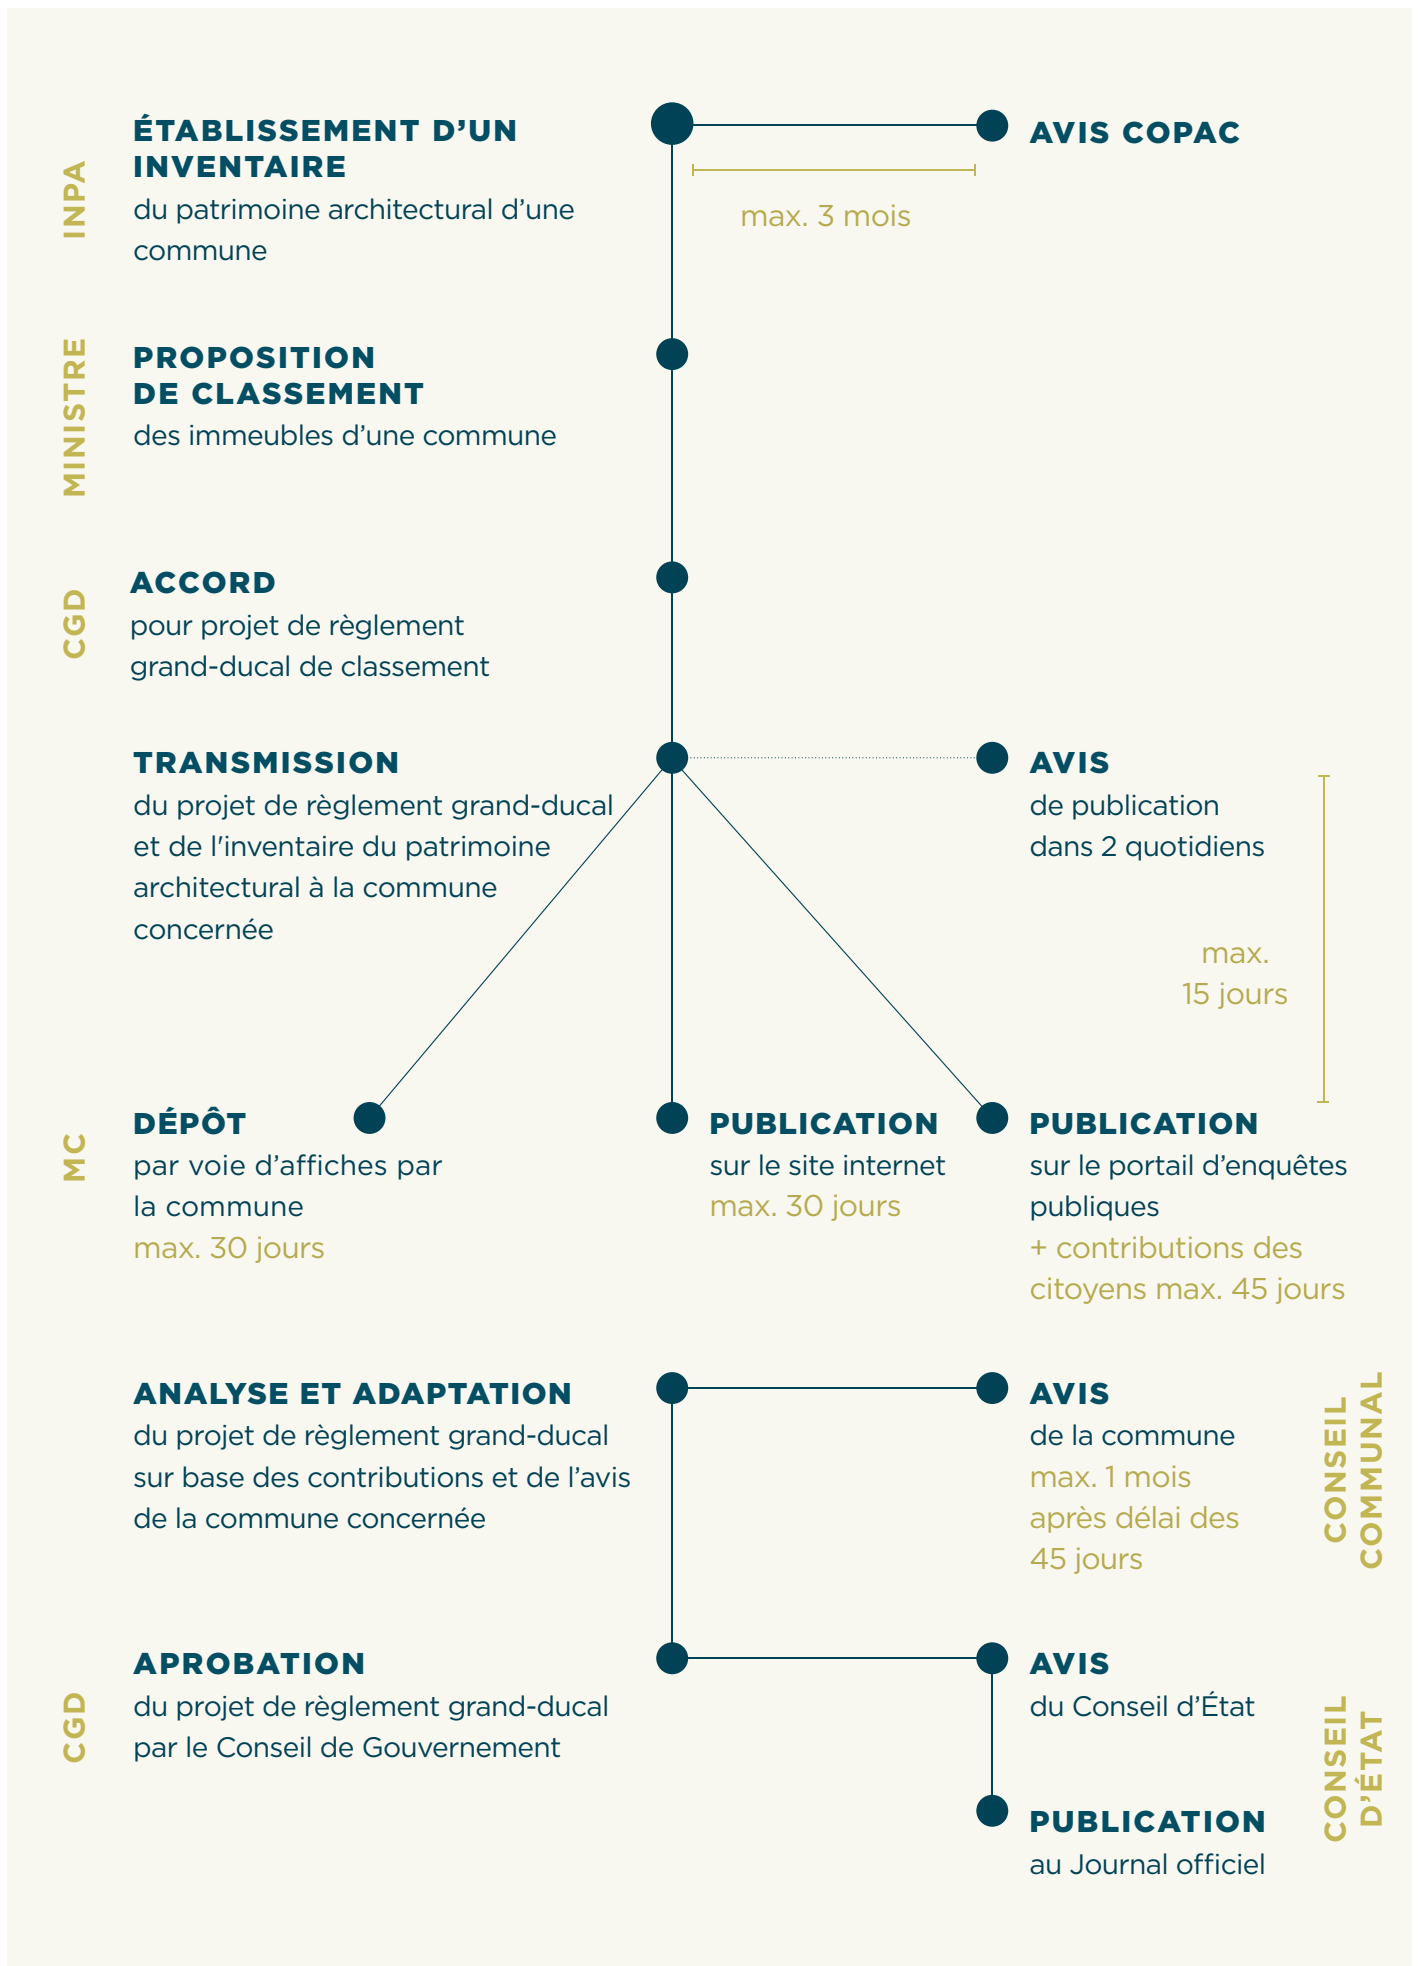 INPA
ÉTABLISSEMENT D’UN
INVENTAIRE
du patrimoine architectural d’une
commune
AVIS COPAC
max. 3 mois
MINISTRE
PROPOSITION
DE CLASSEMENT
des immeubles d’une commune
CGD
ACCORD
pour projet de règlement
grand-ducal de classement
TRANSMISSION
du projet de règlement grand-ducal
et de l'inventaire du patrimoine
architectural à la commune
concernée
AVIS
de publication
dans 2 quotidiens
max.
15 jours
MC
DÉPÔT
par voie d’affiches par
la commune
max. 30 jours
PUBLICATION
sur le site internet
max. 30 jours
PUBLICATION
sur le portail d’enquêtes
publiques
+ contributions des
citoyens max. 45 jours
ANALYSE ET ADAPTATION
du projet de règlement grand-ducal
sur base des contributions et de l’avis
de la commune concernée
AVIS
de la commune
max. 1 mois
après délai des
45 jours
CONSEIL
COMMUNAL
CGD
APROBATION
du projet de règlement grand-ducal
par le Conseil de Gouvernement
AVIS
du Conseil d’État
CONSEIL
D’ÉTAT
PUBLICATION
au Journal officiel